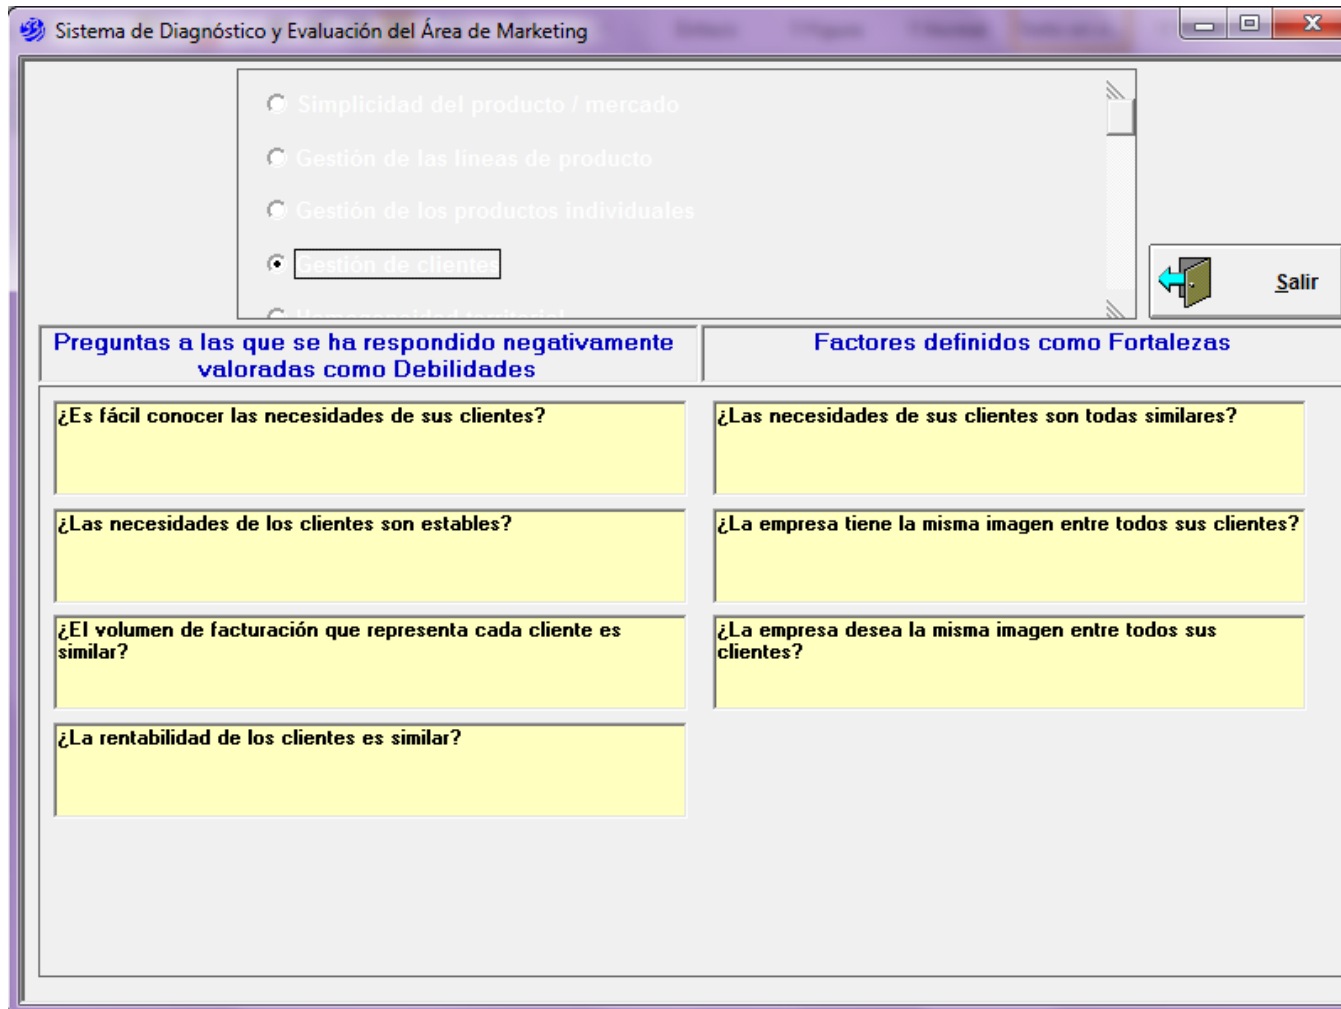 Sistema de Diagnóstico y Evaluación del Área de Marketing
Simplicidad del producto / mercado
Gestión de las líneas de producto
Gestión de los productos individuales
Gestión de clientes
Homogeneidad territorial
Salir
Preguntas a las que se ha respondido negativamente
valoradas como Debilidades
Factores definidos como Fortalezas
¿Es fácil conocer las necesidades de sus clientes?
¿Las necesidades de los clientes son estables?
¿El volumen de facturación que representa cada cliente es
similar?
¿La rentabilidad de los clientes es similar?
¿Las necesidades de sus clientes son todas similares?
¿La empresa tiene la misma imagen entre todos sus clientes?
¿La empresa desea la misma imagen entre todos sus
clientes?